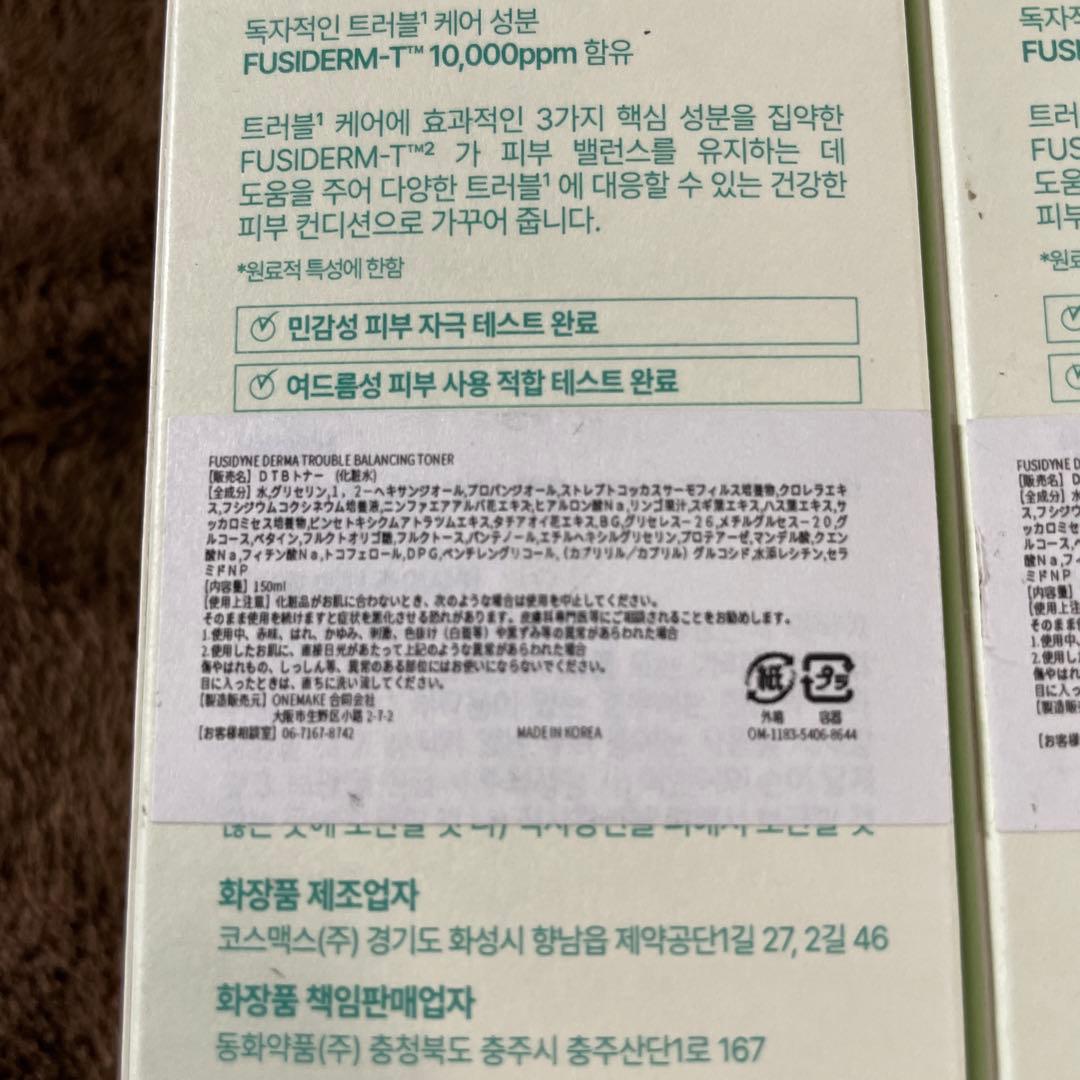 독자적인 트러블¹ 케어 성분
FUSIDERM-T™ 10,000ppm 함유
트러블¹ 케어에 효과적인 3가지 핵심 성분을 집약한
FUSIDERM-T™² 가 피부 밸런스를 유지하는 데
도움을 주어 다양한 트러블¹ 에 대응할 수 있는 건강한
피부 컨디션으로 가꾸어 줍니다.
*원료적 특성에 한함
민감성 피부 자극 테스트 완료
여드름성 피부 사용 적합 테스트 완료
FUSIDYNE DERMA TROUBLE BALANCING TONER
【販売名】DTBトナー (化粧水)
【全成分】水,グリセリン,1,2-ヘキサンジオール,プロパンジオール,ストレプトコッカスサーモフィルス培養物,クロレラエキ
ス,フシジウムコクシネウム培養液,ニンファエアアルバ花エキス,ヒアルロン酸Na,リンゴ果汁,スギ葉エキス,ハス葉エキス,サ
ッカロミセス培養物,ビンセトキシクムアトラツムエキス,タチアオイ花エキス,BG,グリセレス-26,メチルグルセス-20,グ
ルコース,ベタイン,フルクトオリゴ糖,フルクトース,パンテノール,エチルヘキシルグリセリン,プロテアーゼ,マンデル酸,クエン
酸Na,フィチン酸Na,トコフェロール,DPG,ペンチレングリコール,(カプリリル/カプリル)グルコシド,水添レシチン,セラ
ミドNP
【内容量】150ml
【使用上注意】化粧品がお肌に合わないとき、次のような場合は使用を中止してください。
そのまま使用を続けますと症状を悪化させる恐れがあります。皮膚科専門医等にご相談されることをお勧めします。
1.使用中、赤味、はれ、かゆみ、刺激、色抜け(白斑等)や黒ずみ等の異常があらわれた場合
2.使用したお肌に、直接日光があたって上記のような異常があらわれた場合
傷やはれもの、しっしん等、異常のある部位にはお使いにならないでください。
目に入ったときは、直ちに洗い流してください。
【製造販売元】ONEMAKE 合同会社
大阪市生野区小路 2-7-2
【お客様相談室】06-7167-8742
MADE IN KOREA
紙 プラ
外箱 容器
OM-1183-5406-8644
화장품 제조업자
코스맥스(주) 경기도 화성시 향남읍 제약공단1길 27, 2길 46
화장품 책임판매업자
동화약품(주) 충청북도 충주시 충주산단1로 167